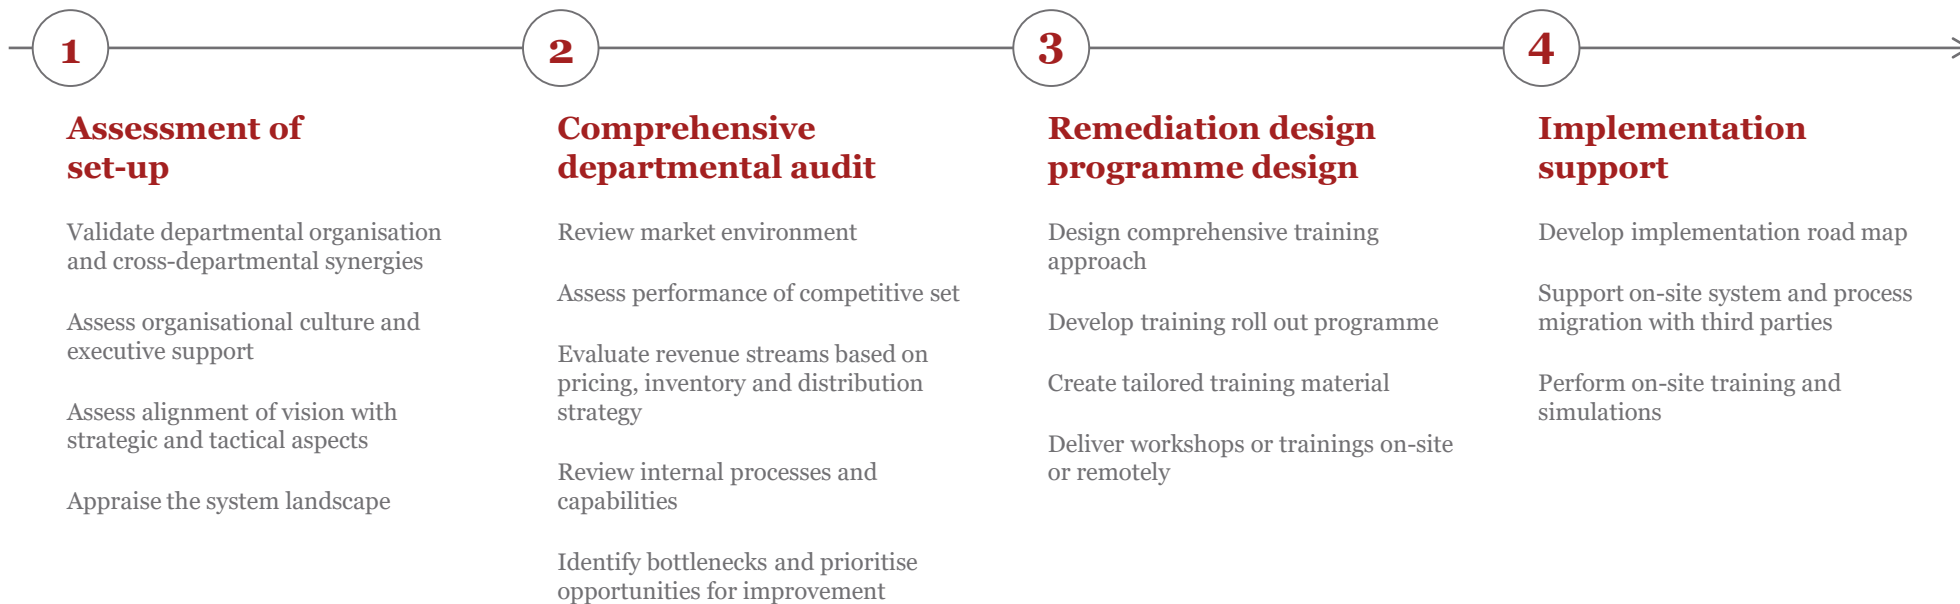 1
Assessment of
set-up
Validate departmental organisation
and cross-departmental synergies
Assess organisational culture and
executive support
Assess alignment of vision with
strategic and tactical aspects
Appraise the system landscape
2
Comprehensive
departmental audit
Review market environment
Assess performance of competitive set
Evaluate revenue streams based on
pricing, inventory and distribution
strategy
Review internal processes and
capabilities
Identify bottlenecks and prioritise
opportunities for improvement
3
Remediation design
programme design
Design comprehensive training
approach
Develop training roll out programme
Create tailored training material
Deliver workshops or trainings on-site
or remotely
4
Implementation
support
Develop implementation road map
Support on-site system and process
migration with third parties
Perform on-site training and
simulations